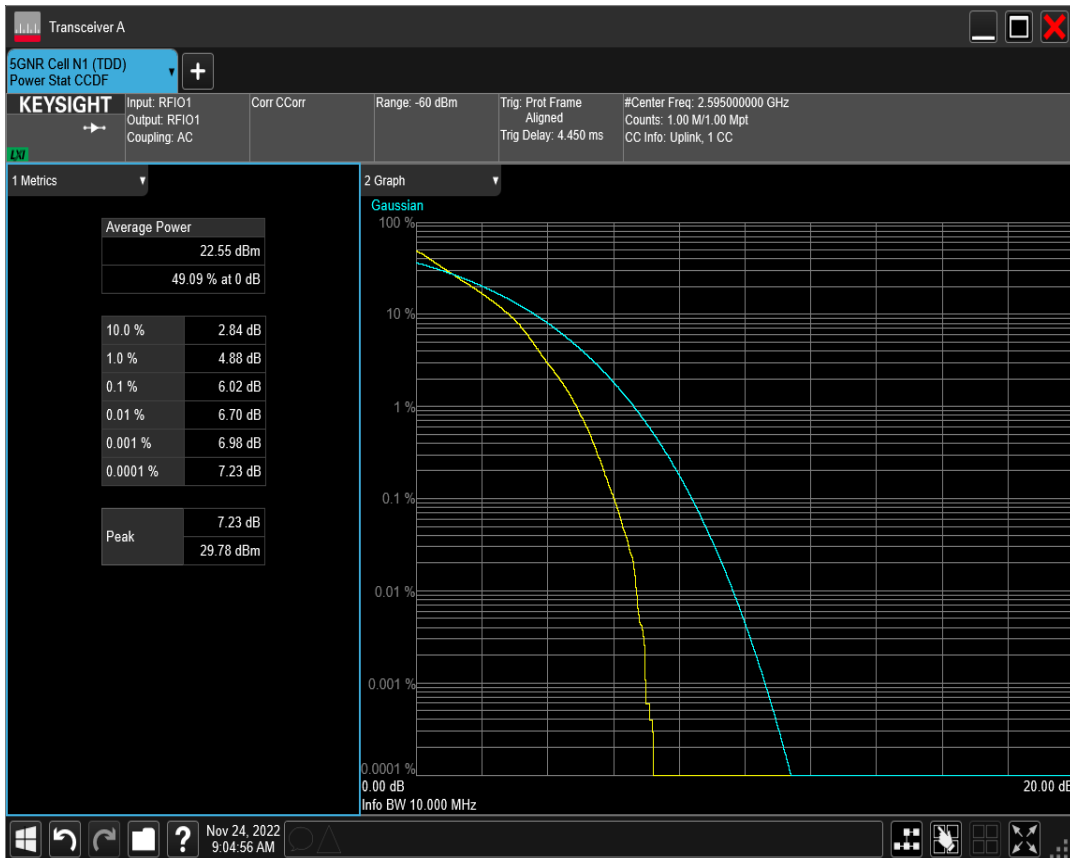 Transceiver A
5GNR Cell N1 (TDD)
Power Stat CCDF
+
KEYSIGHT
LXI
Input: RFIO1
Output: RFIO1
Coupling: AC
Corr CCorr
Range: -60 dBm
Trig: Prot Frame
Aligned
Trig Delay: 4.450 ms
#Center Freq: 2.595000000 GHz
Counts: 1.00 M/1.00 Mpt
CC Info: Uplink, 1 CC
1 Metrics
Average Power
22.55 dBm
49.09 % at 0 dB
10.0 % 2.84 dB
1.0 % 4.88 dB
0.1 % 6.02 dB
0.01 % 6.70 dB
0.001 % 6.98 dB
0.0001 % 7.23 dB
Peak
7.23 dB
29.78 dBm
2 Graph
Gaussian
100 %
10 %
1 %
0.1 %
0.01 %
0.001 %
0.0001 %
0.00 dB 20.00 dB
Info BW 10.000 MHz
?
Nov 24, 2022
9:04:56 AM